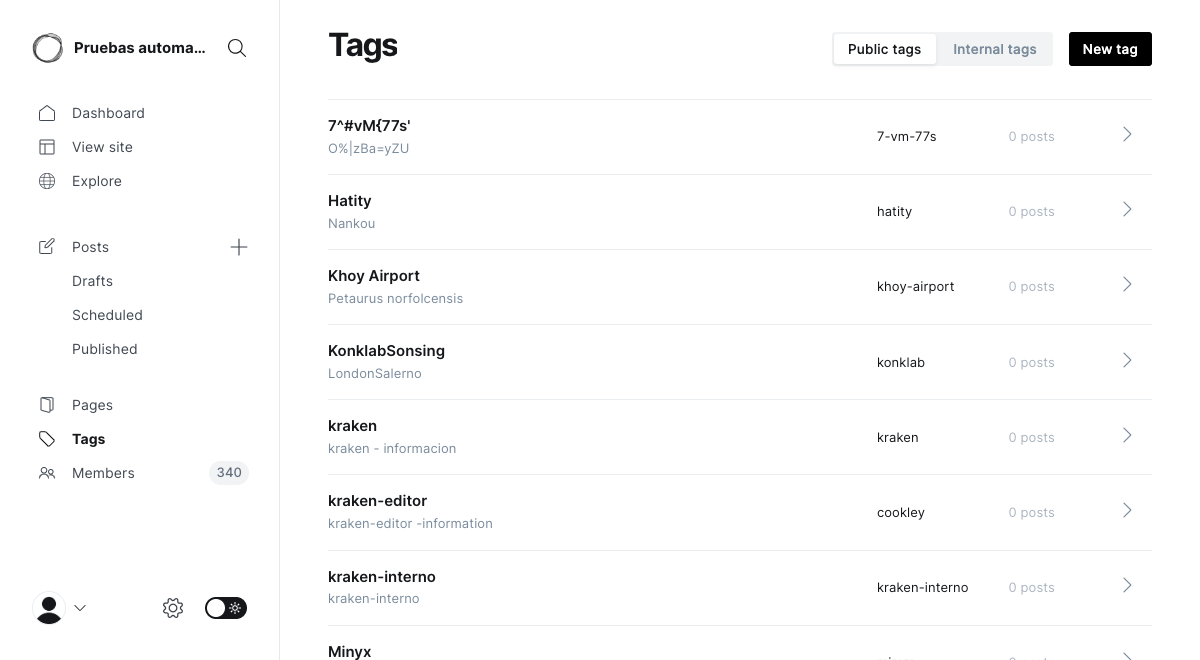 Pruebas automa...
Dashboard
View site
Explore
Posts
Drafts
Scheduled
Published
Pages
Tags
Members 340
Tags
Public tags Internal tags New tag
7^#vM{77s'
O%|zBa=yZU
7-vm-77s 0 posts
Hatity
Nankou
hatity 0 posts
Khoy Airport
Petaurus norfolcensis
khoy-airport 0 posts
KonklabSonsing
LondonSalerno
konklab 0 posts
kraken
kraken - informacion
kraken 0 posts
kraken-editor
kraken-editor -information
cookley 0 posts
kraken-interno
kraken-interno
kraken-interno 0 posts
Minyx